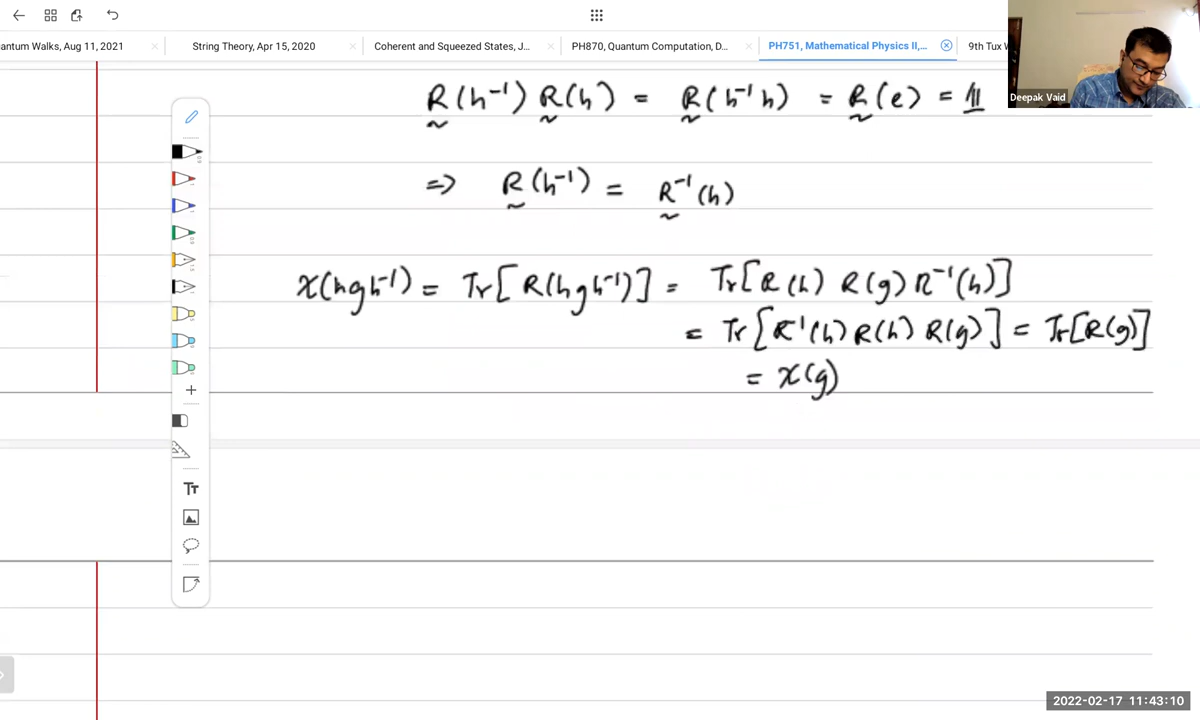 antum Walks, Aug 11, 2021 String Theory, Apr 15, 2020 Coherent and Squeezed States, J... PH870, Quantum Computation, D... PH751, Mathematical Physics II,... 9th Tux W
Deepak Vaid
R(h⁻¹) R(h) = R(h⁻¹h) = R(e) = 𝟙
=> R(h⁻¹) = R⁻¹(h)
χ(hgh⁻¹) = Tr[R(hgh⁻¹)] = Tr[R(h) R(g) R⁻¹(h)]
= Tr[R⁻¹(h) R(h) R(g)] = Tr[R(g)]
= χ(g)
TT
2022-02-17 11:43:10